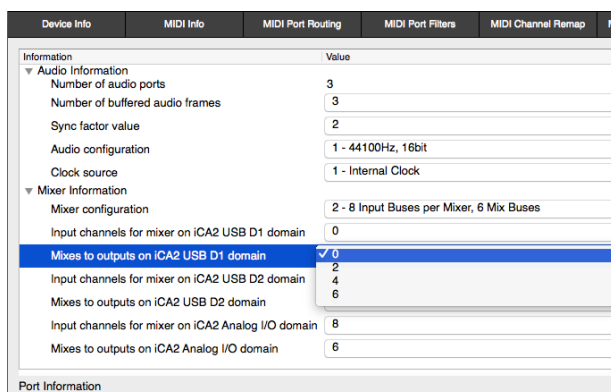 Device Info MIDI Info MIDI Port Routing MIDI Port Filters MIDI Channel Remap
Information Value
Audio Information
Number of audio ports 3
Number of buffered audio frames 3
Sync factor value 2
Audio configuration 1 - 44100Hz, 16bit
Clock source 1 - Internal Clock
Mixer Information
Mixer configuration 2 - 8 Input Buses per Mixer, 6 Mix Buses
Input channels for mixer on iCA2 USB D1 domain 0
Mixes to outputs on iCA2 USB D1 domain ✓ 0
2
Input channels for mixer on iCA2 USB D2 domain 4
6
Mixes to outputs on iCA2 USB D2 domain
Input channels for mixer on iCA2 Analog I/O domain 8
Mixes to outputs on iCA2 Analog I/O domain 6
Port Information